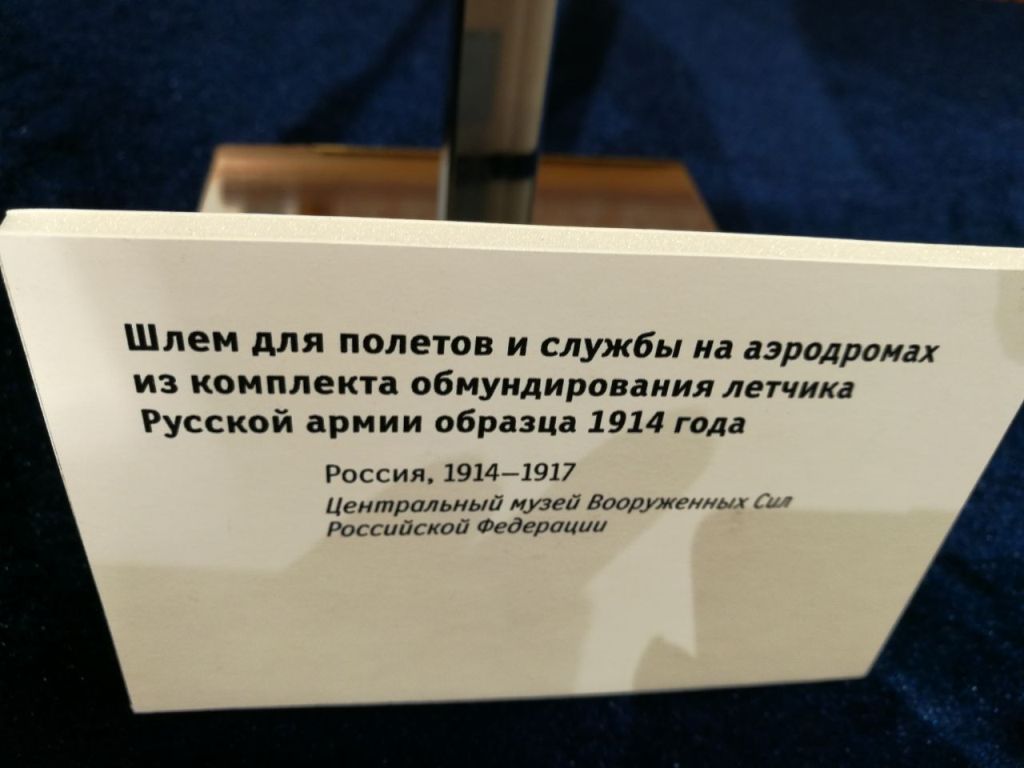 Шлем для полетов и службы на аэродромах
из комплекта обмундирования летчика
Русской армии образца 1914 года
Россия, 1914—1917
Центральный музей Вооруженных Сил
Российской Федерации